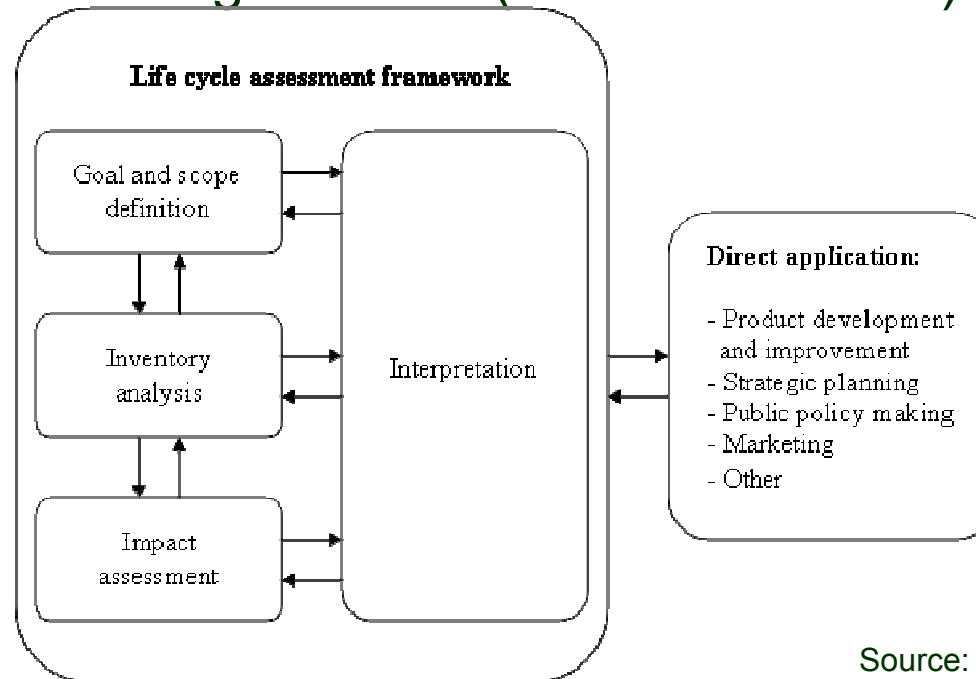 Life cycle assessment framework
Goal and scope
definition
Inventory
analysis
Impact
assessment
Interpretation
Direct application:
- Product development
and improvement
- Strategic planning
- Public policy making
- Marketing
- Other
Source: